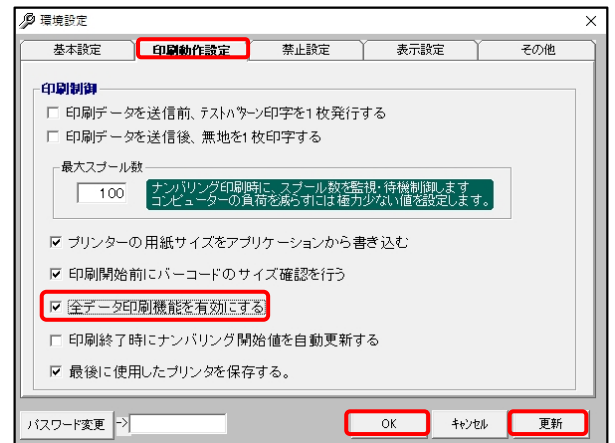 環境設定
基本設定 印刷動作設定 禁止設定 表示設定 その他
印刷制御
印刷データを送信前、テストパターン印字を1枚発行する
印刷データを送信後、無地を1枚印字する
最大スプール数
100 ナンバリング印刷時に、スプール数を監視・待機制御します
コンピューターの負荷を減らすには極力少ない値を設定します。
プリンターの用紙サイズをアプリケーションから書き込む
印刷開始前にバーコードのサイズ確認を行う
全データ印刷機能を有効にする
印刷終了時にナンバリング開始値を自動更新する
最後に使用したプリンタを保存する。
パスワード変更 -> OK キャンセル 更新